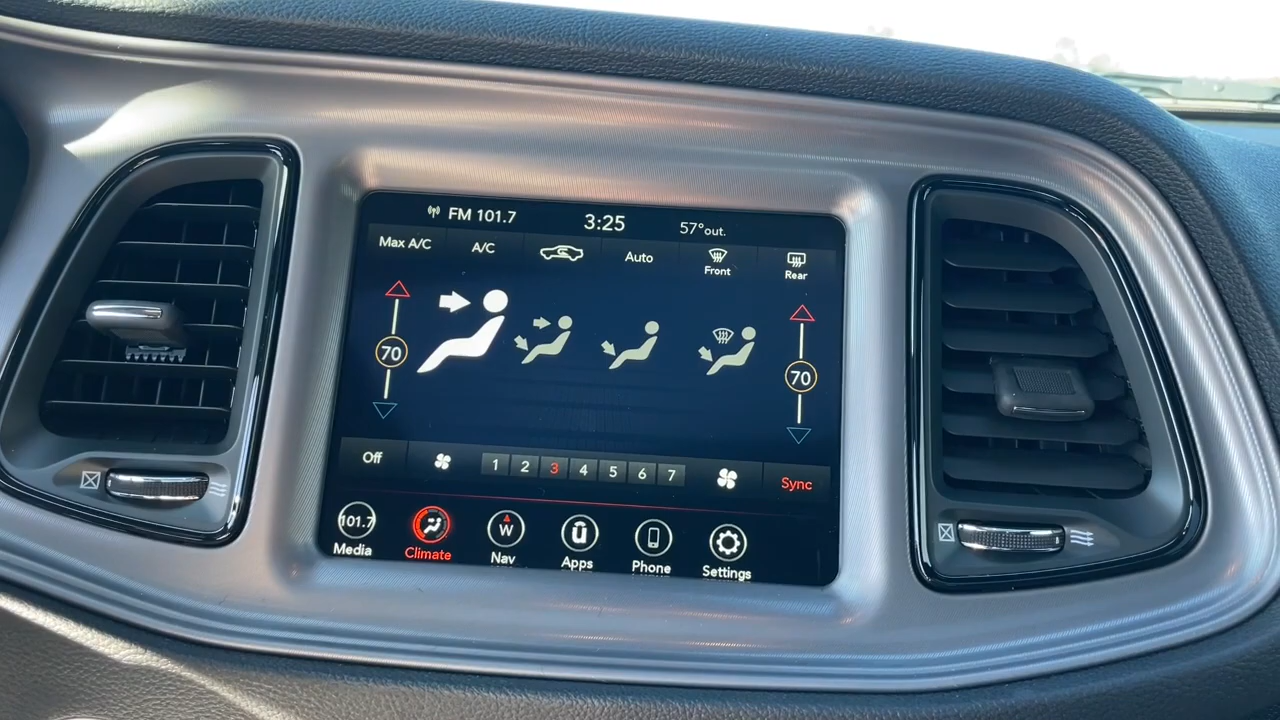 FM 101.7 3:25 57°out.
Max A/C A/C Auto Front Rear
70 70
Off 1 2 3 4 5 6 7 Sync
101.7 W
Media Climate Nav Apps Phone Settings